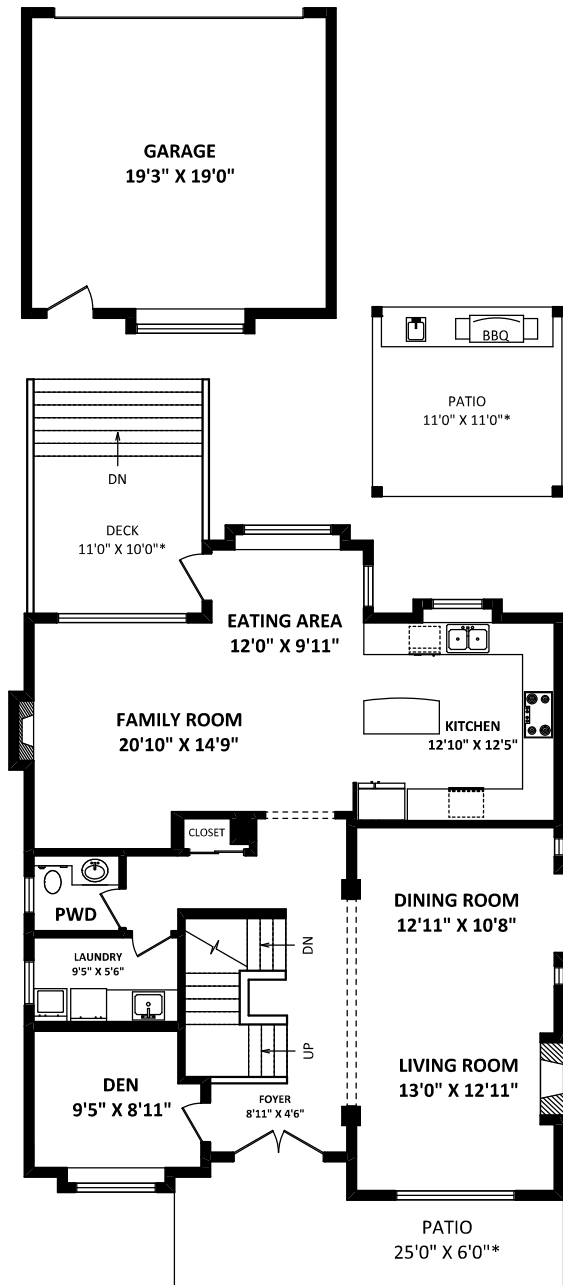 GARAGE
19'3" X 19'0"
BBQ
PATIO
11'0" X 11'0"*
DN
DECK
11'0" X 10'0"*
EATING AREA
12'0" X 9'11"
FAMILY ROOM
20'10" X 14'9"
KITCHEN
12'10" X 12'5"
CLOSET
PWD
DINING ROOM
12'11" X 10'8"
LAUNDRY
9'5" X 5'6"
DN
UP
DEN
9'5" X 8'11"
LIVING ROOM
13'0" X 12'11"
FOYER
8'11" X 4'6"
PATIO
25'0" X 6'0"*